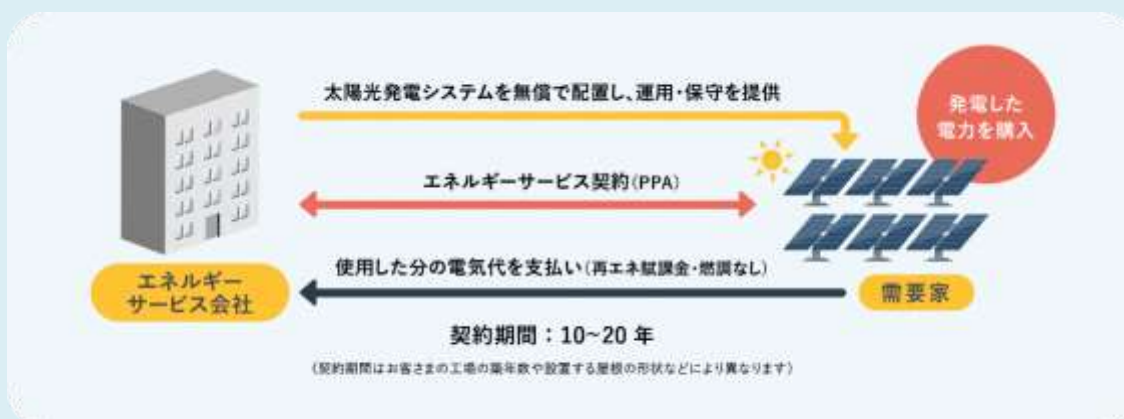 太陽光発電システムを無償で配置し、運用・保守を提供
発電した
電力を購入
エネルギーサービス契約(PPA)
使用した分の電気代を支払い(再エネ賦課金・燃調なし)
エネルギー
サービス会社
需要家
契約期間：10~20 年
(契約期間はお客さまの工場の築年数や設置する屋根の形状などにより異なります)